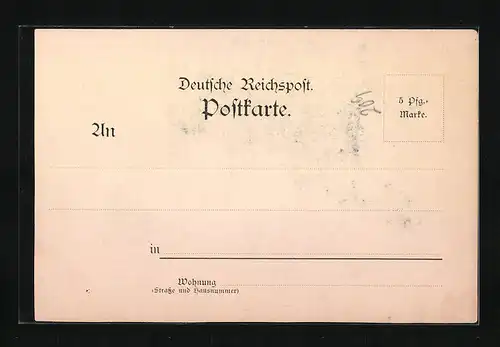 Deutsche Reichspost.
Postkarte.
5 Pfg.-
Marke.
An
in
Wohnung
(Straße und Hausnummer)